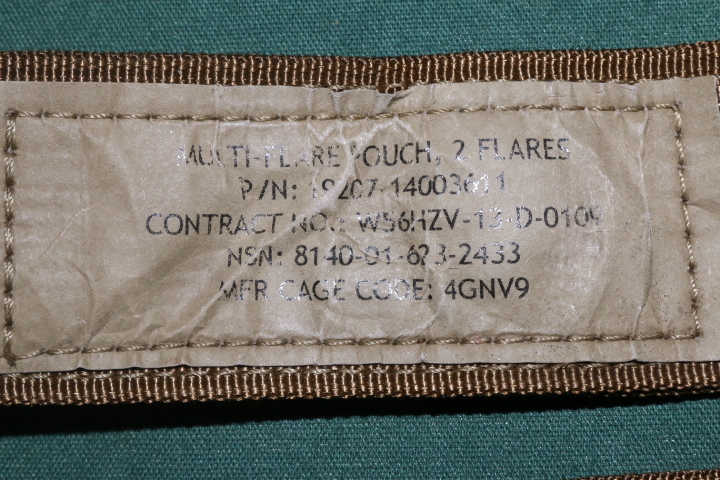 MULTI-FLARE POUCH, 2 FLARES
P/N: 19207-14003611
CONTRACT NO.: W56HZV-13-D-0109
NSN: 8140-01-623-2433
MFR CAGE CODE: 4GNV9